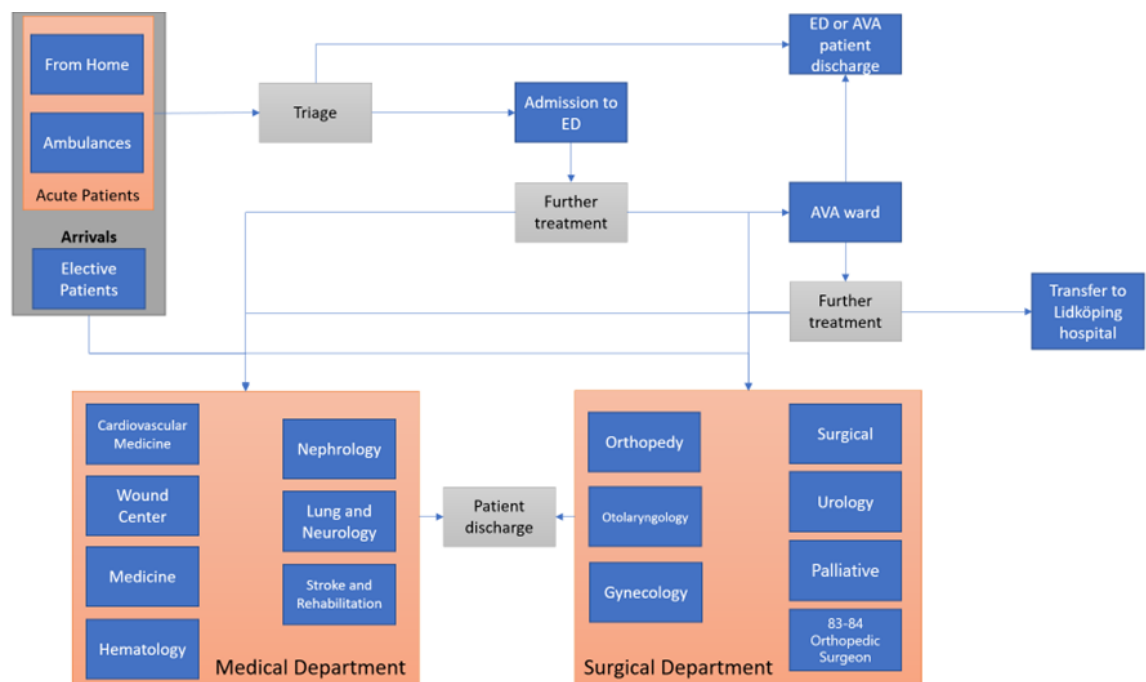 From Home
Ambulances
Acute Patients
Arrivals
Elective
Patients
Triage
Admission to
ED
ED or AVA
patient
discharge
Further
treatment
AVA ward
Further
treatment
Transfer to
Lidköping
hospital
Cardiovascular
Medicine
Wound
Center
Medicine
Hematology
Nephrology
Lung and
Neurology
Stroke and
Rehabilitation
Medical Department
Patient
discharge
Orthopedy
Otolaryngology
Gynecology
Surgical
Urology
Palliative
83-84
Orthopedic
Surgeon
Surgical Department